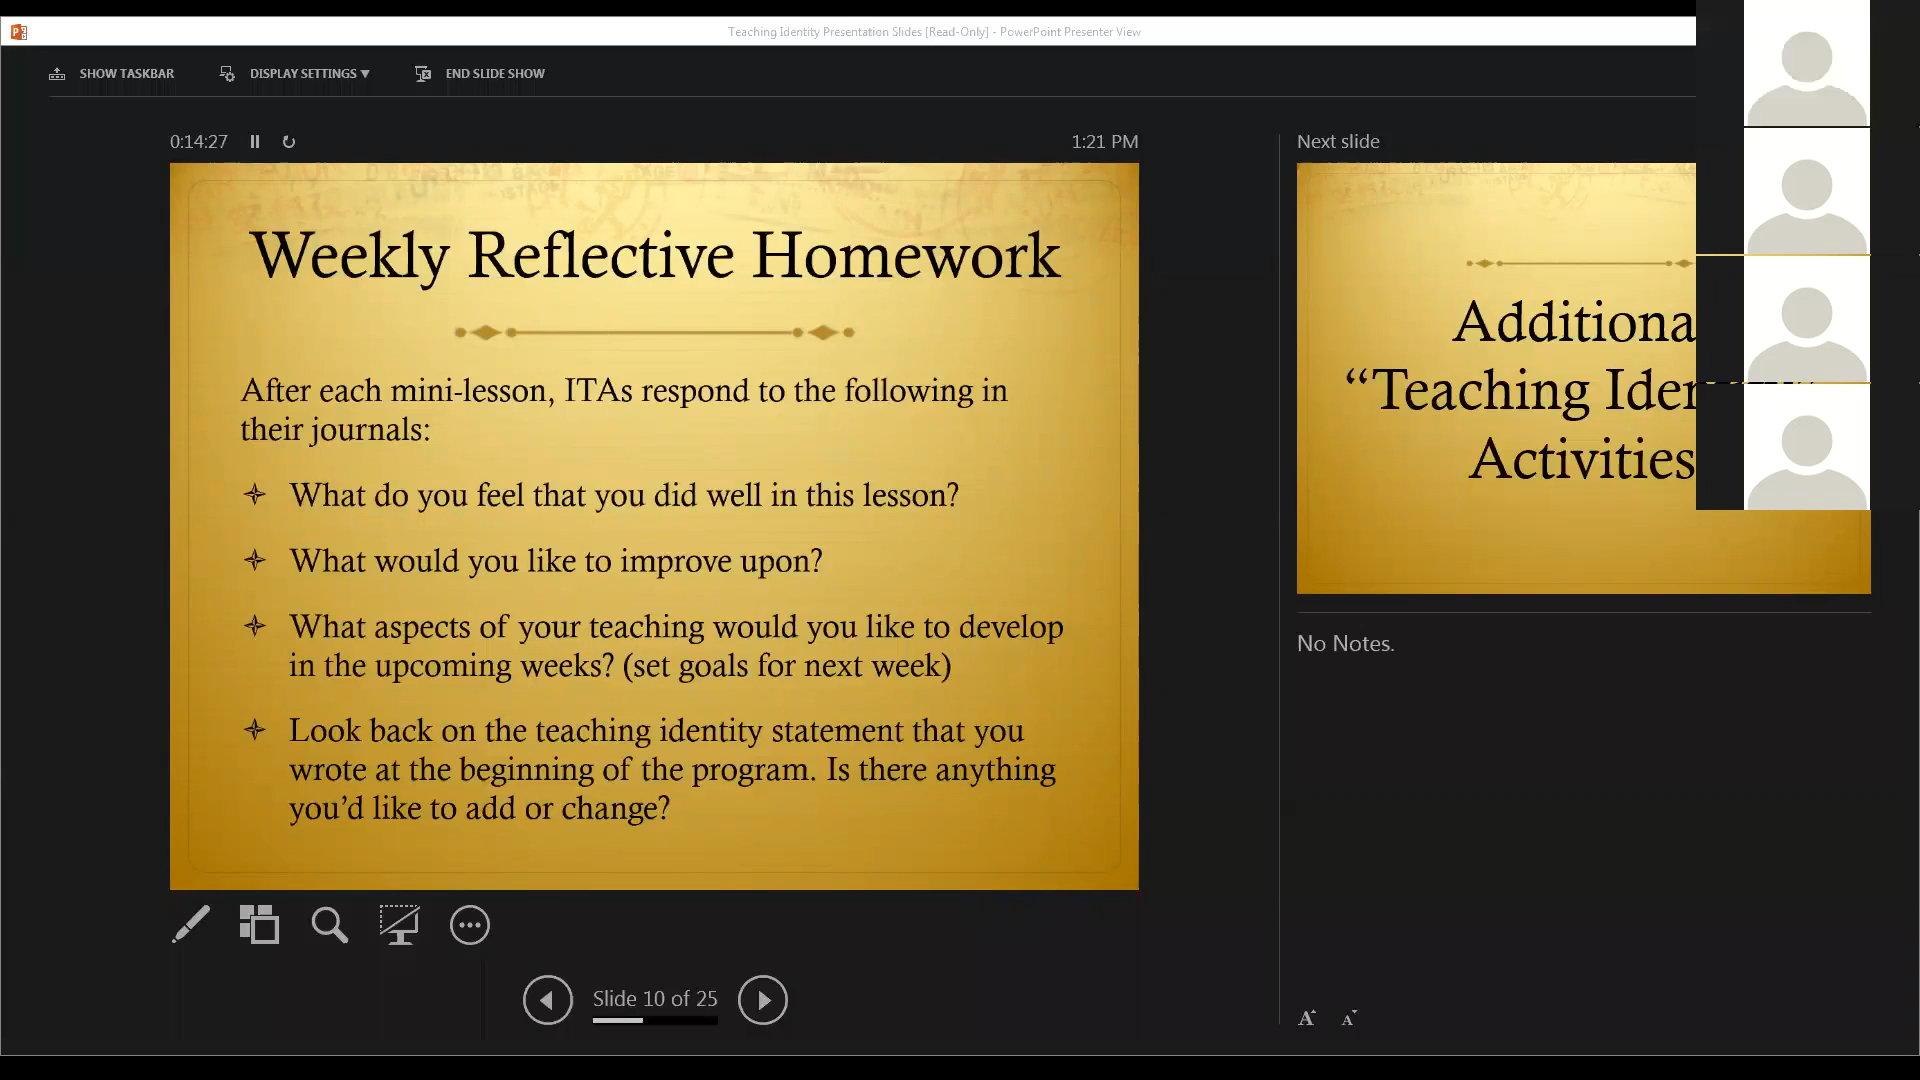 Teaching Identity Presentation Slides [Read-Only] - PowerPoint Presenter View
SHOW TASKBAR
DISPLAY SETTINGS
END SLIDE SHOW
0:14:27
1:21 PM
Weekly Reflective Homework
After each mini-lesson, ITAs respond to the following in
their journals:
What do you feel that you did well in this lesson?
What would you like to improve upon?
What aspects of your teaching would you like to develop
in the upcoming weeks? (set goals for next week)
Look back on the teaching identity statement that you
wrote at the beginning of the program. Is there anything
you’d like to add or change?
Slide 10 of 25
Next slide
Additiona
“Teaching Iden
Activities
No Notes.
A
A